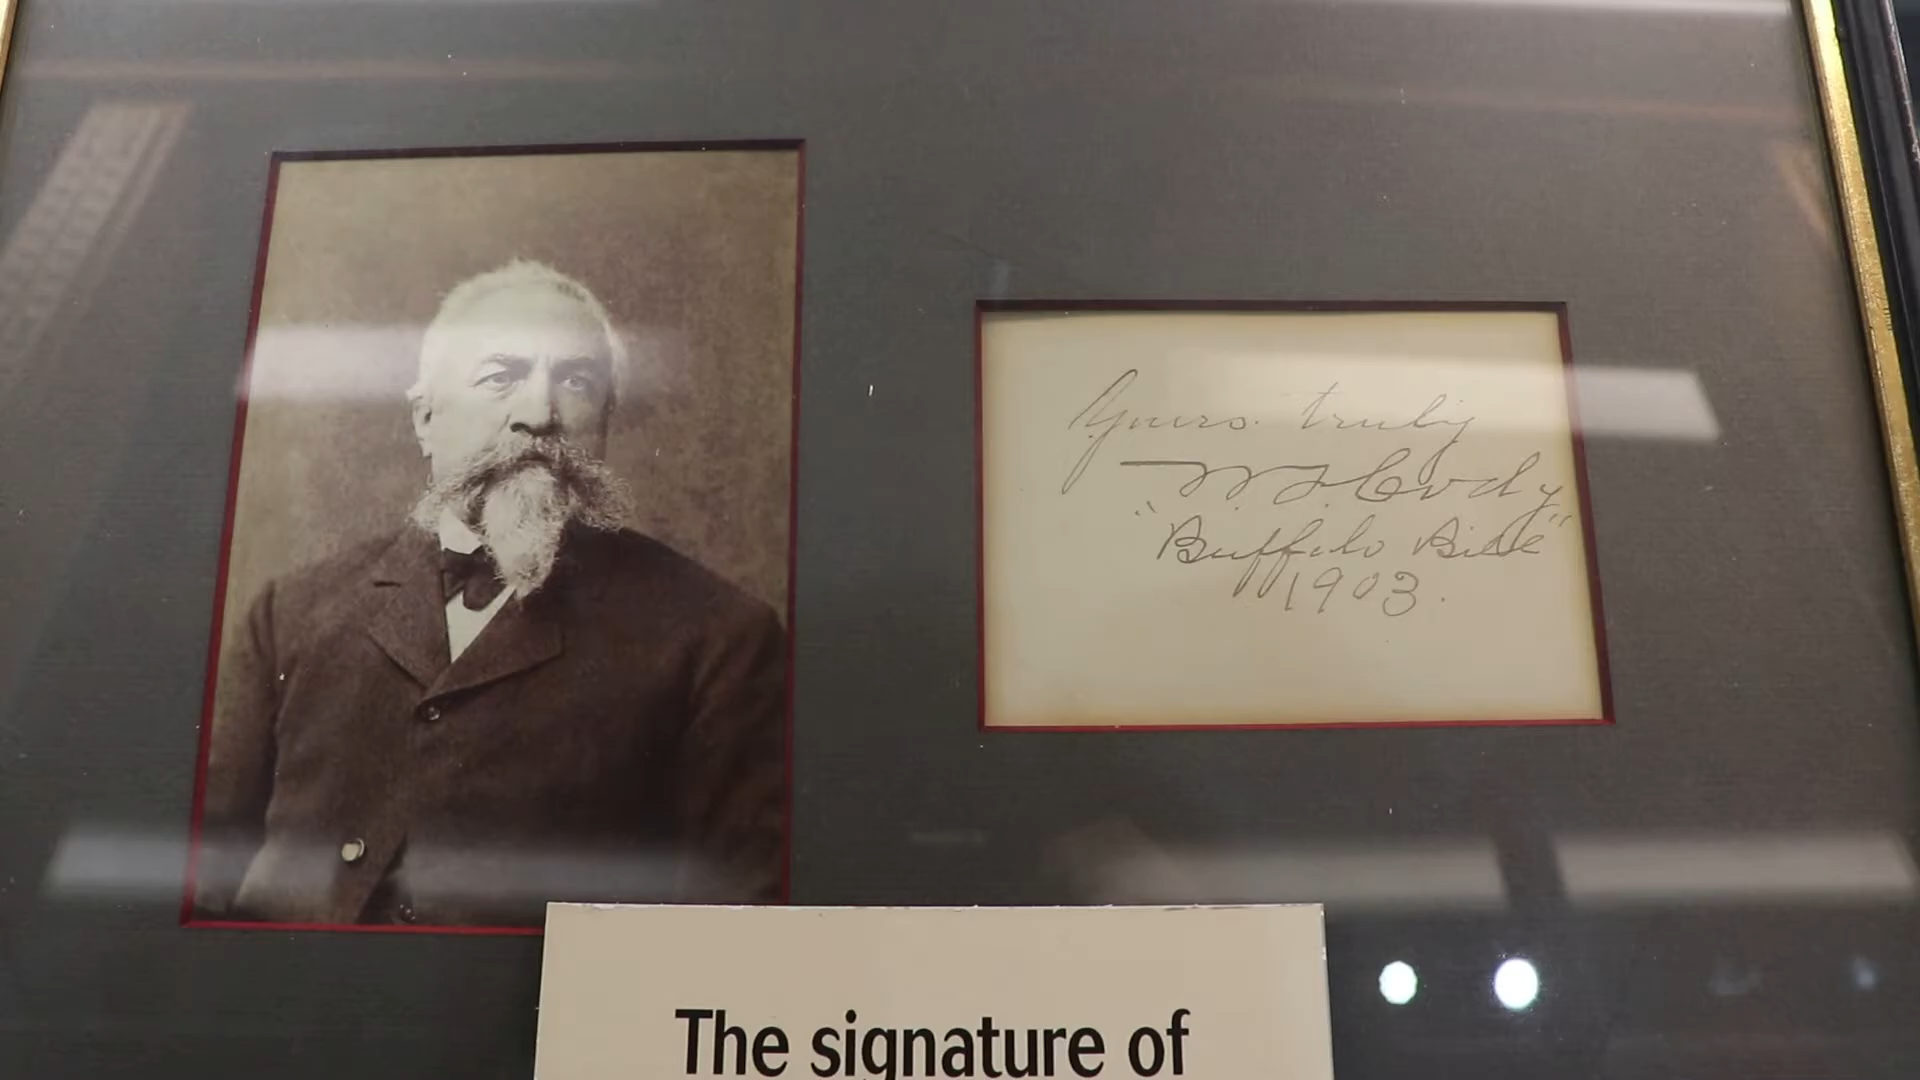 Yours truly
W. F. Cody
"Buffalo Bill"
1903.
The signature of